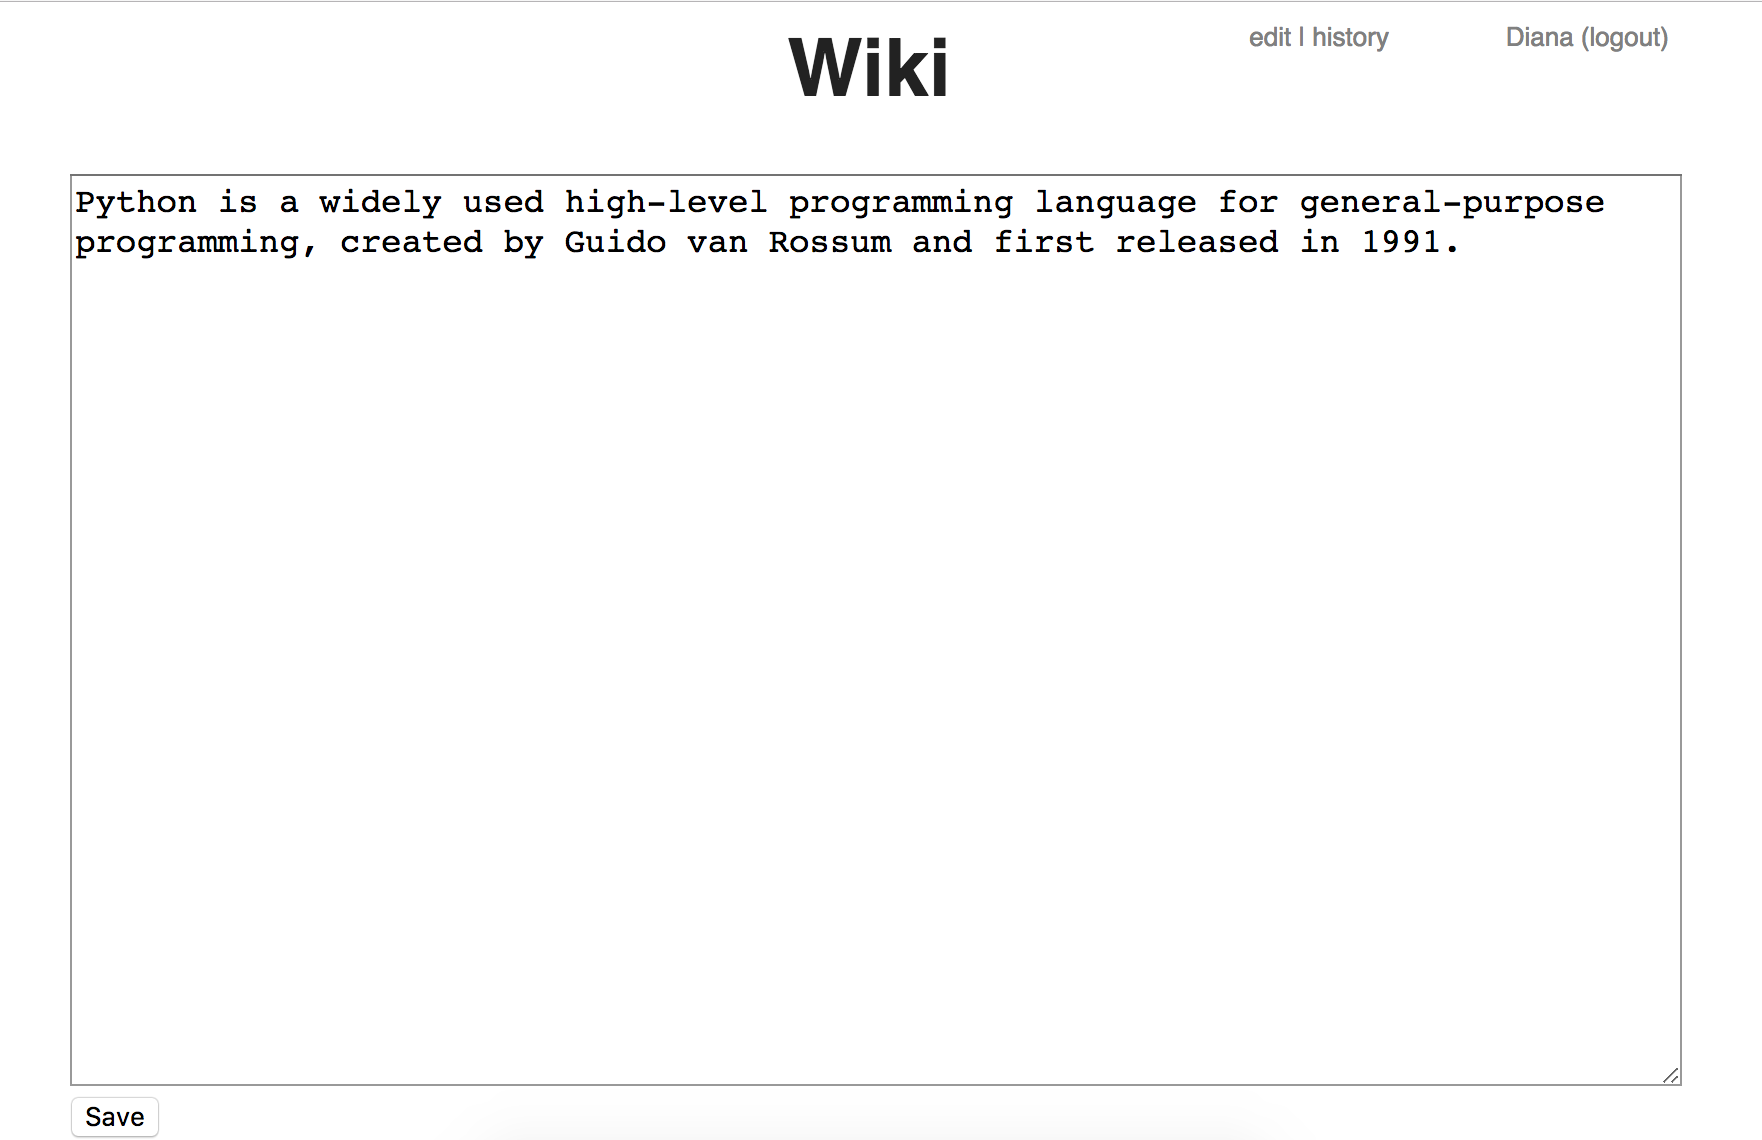 Wiki
edit | history
Diana (logout)
Python is a widely used high-level programming language for general-purpose
programming, created by Guido van Rossum and first released in 1991.
Save